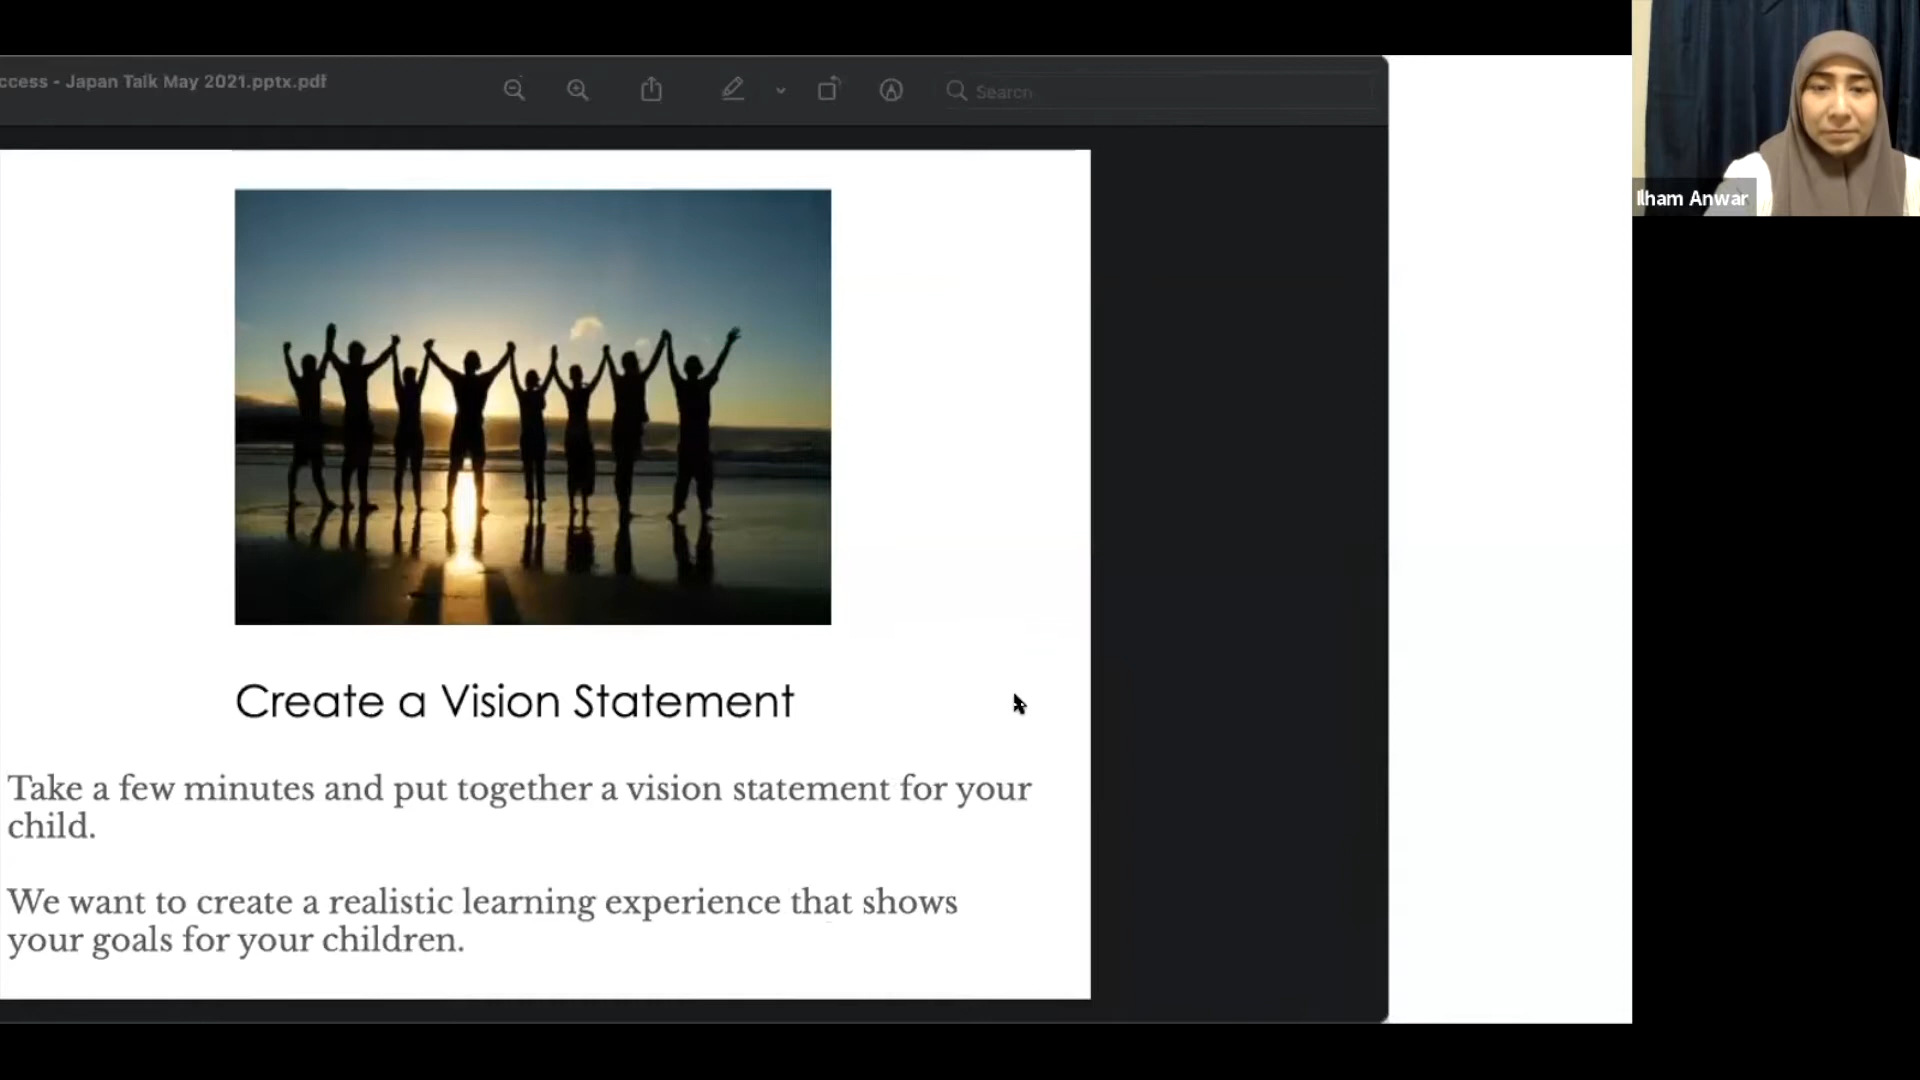 ccess - Japan Talk May 2021.pptx.pdf
Search
Ilham Anwar
Create a Vision Statement
Take a few minutes and put together a vision statement for your
child.
We want to create a realistic learning experience that shows
your goals for your children.